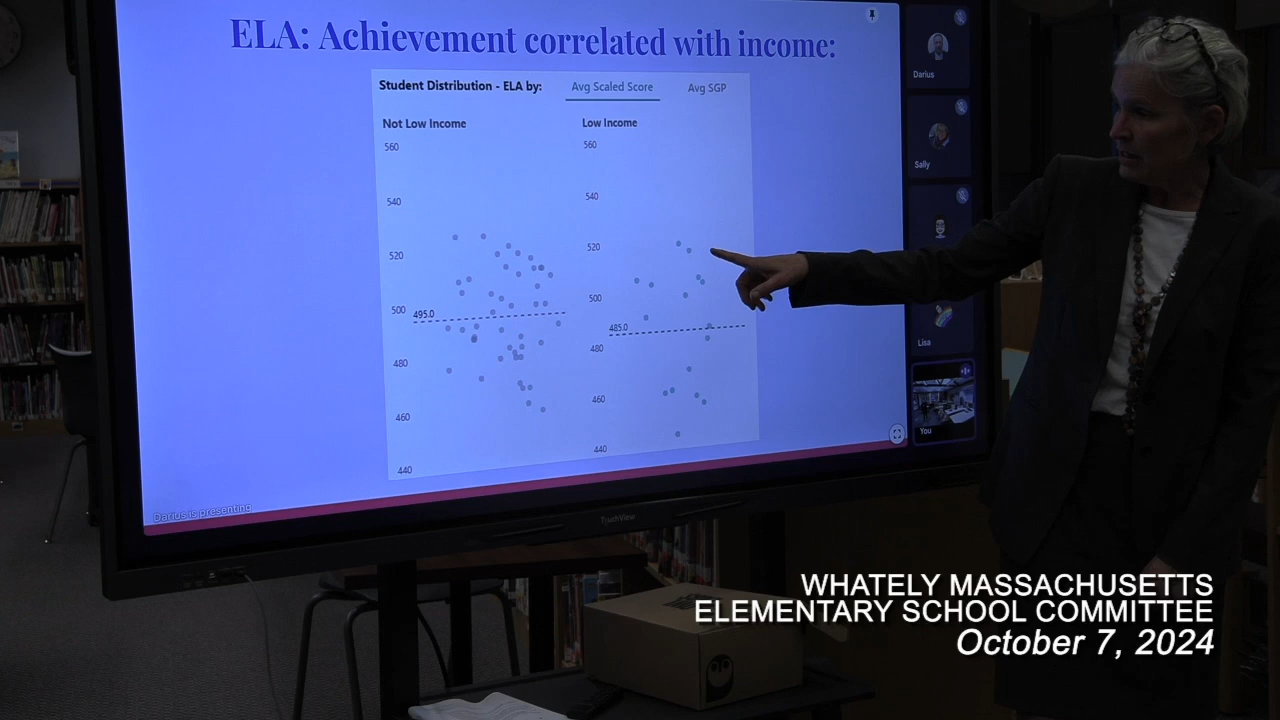 ELA: Achievement correlated with income:
Student Distribution - ELA by: Avg Scaled Score Avg SGP
Not Low Income Low Income
560 560
540 540
520 520
500 495.0 500
485.0
480 480
460 460
440 440
Darius
Sally
Lisa
You
Darius is presenting
WHATELY MASSACHUSETTS
ELEMENTARY SCHOOL COMMITTEE
October 7, 2024